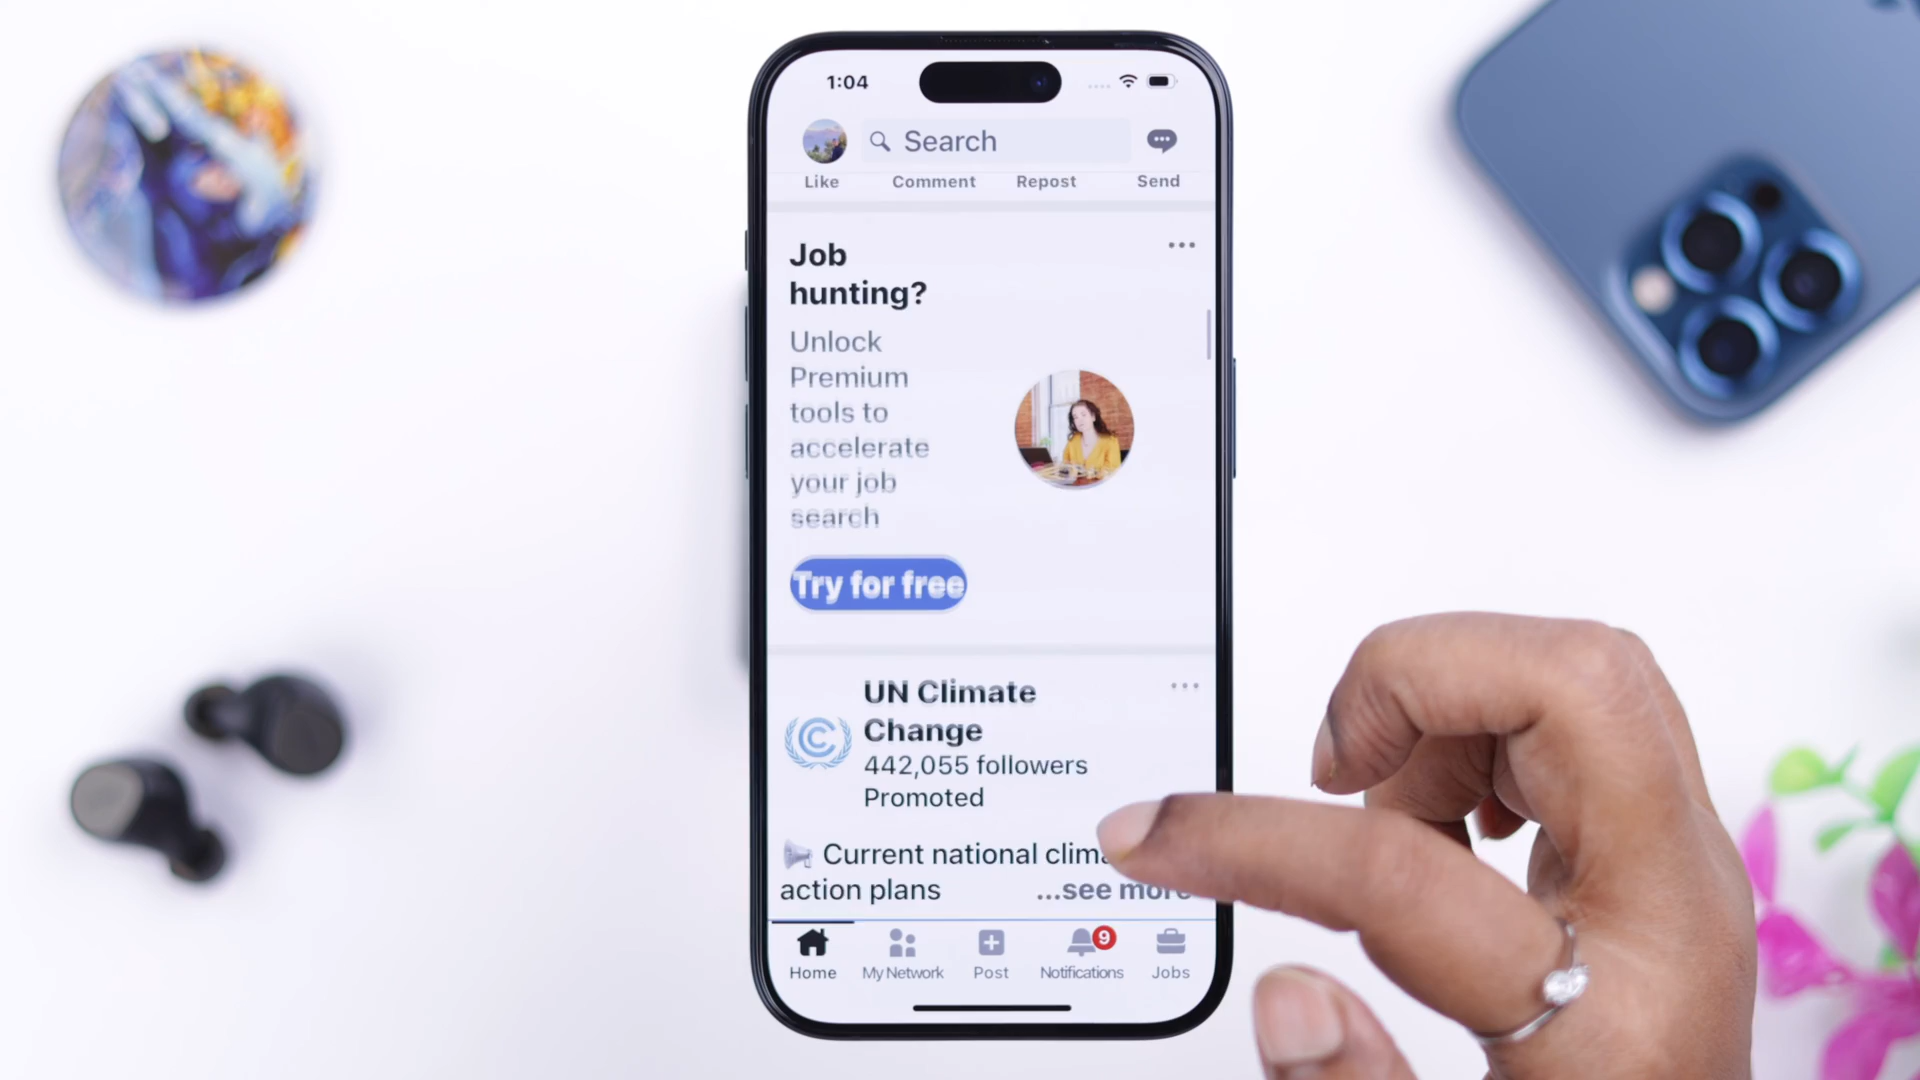 1:04
Search
Like Comment Repost Send
Job
hunting?
Unlock
Premium
tools to
accelerate
your job
search
Try for free
UN Climate
Change
442,055 followers
Promoted
Current national clima
action plans ...see more
9
Home My Network Post Notifications Jobs